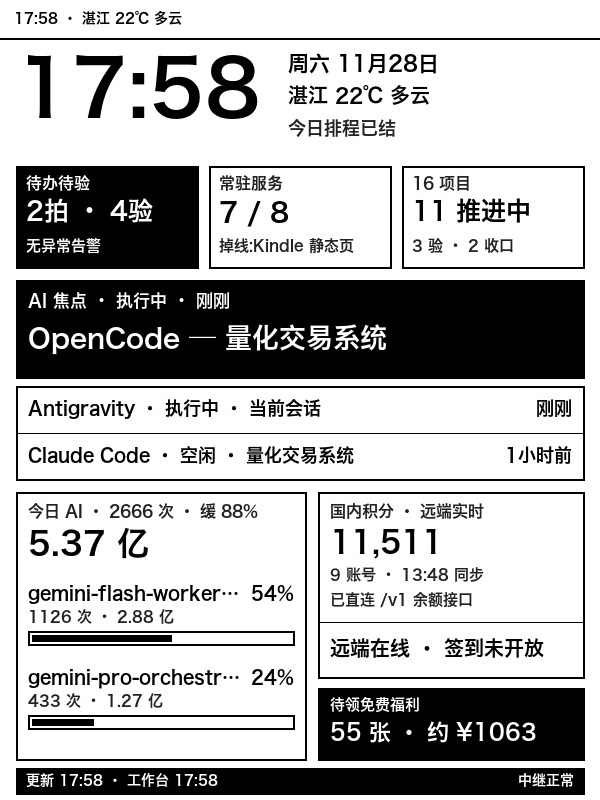 17:58 · 湛江 22℃ 多云
17:58
周六 11月28日
湛江 22℃ 多云
今日排程已结
待办待验
2拍 · 4验
无异常告警
常驻服务
7 / 8
掉线:Kindle 静态页
16 项目
11 推进中
3 验 · 2 收口
AI 焦点 · 执行中 · 刚刚
OpenCode — 量化交易系统
Antigravity · 执行中 · 当前会话 刚刚
Claude Code · 空闲 · 量化交易系统 1小时前
今日 AI · 2666 次 · 缓 88%
5.37 亿
gemini-flash-worker… 54%
1126 次 · 2.88 亿
gemini-pro-orchestr… 24%
433 次 · 1.27 亿
国内积分 · 远端实时
11,511
9 账号 · 13:48 同步
已直连 /v1 余额接口
远端在线 · 签到未开放
待领免费福利
55 张 · 约 ¥1063
更新 17:58 · 工作台 17:58 中继正常